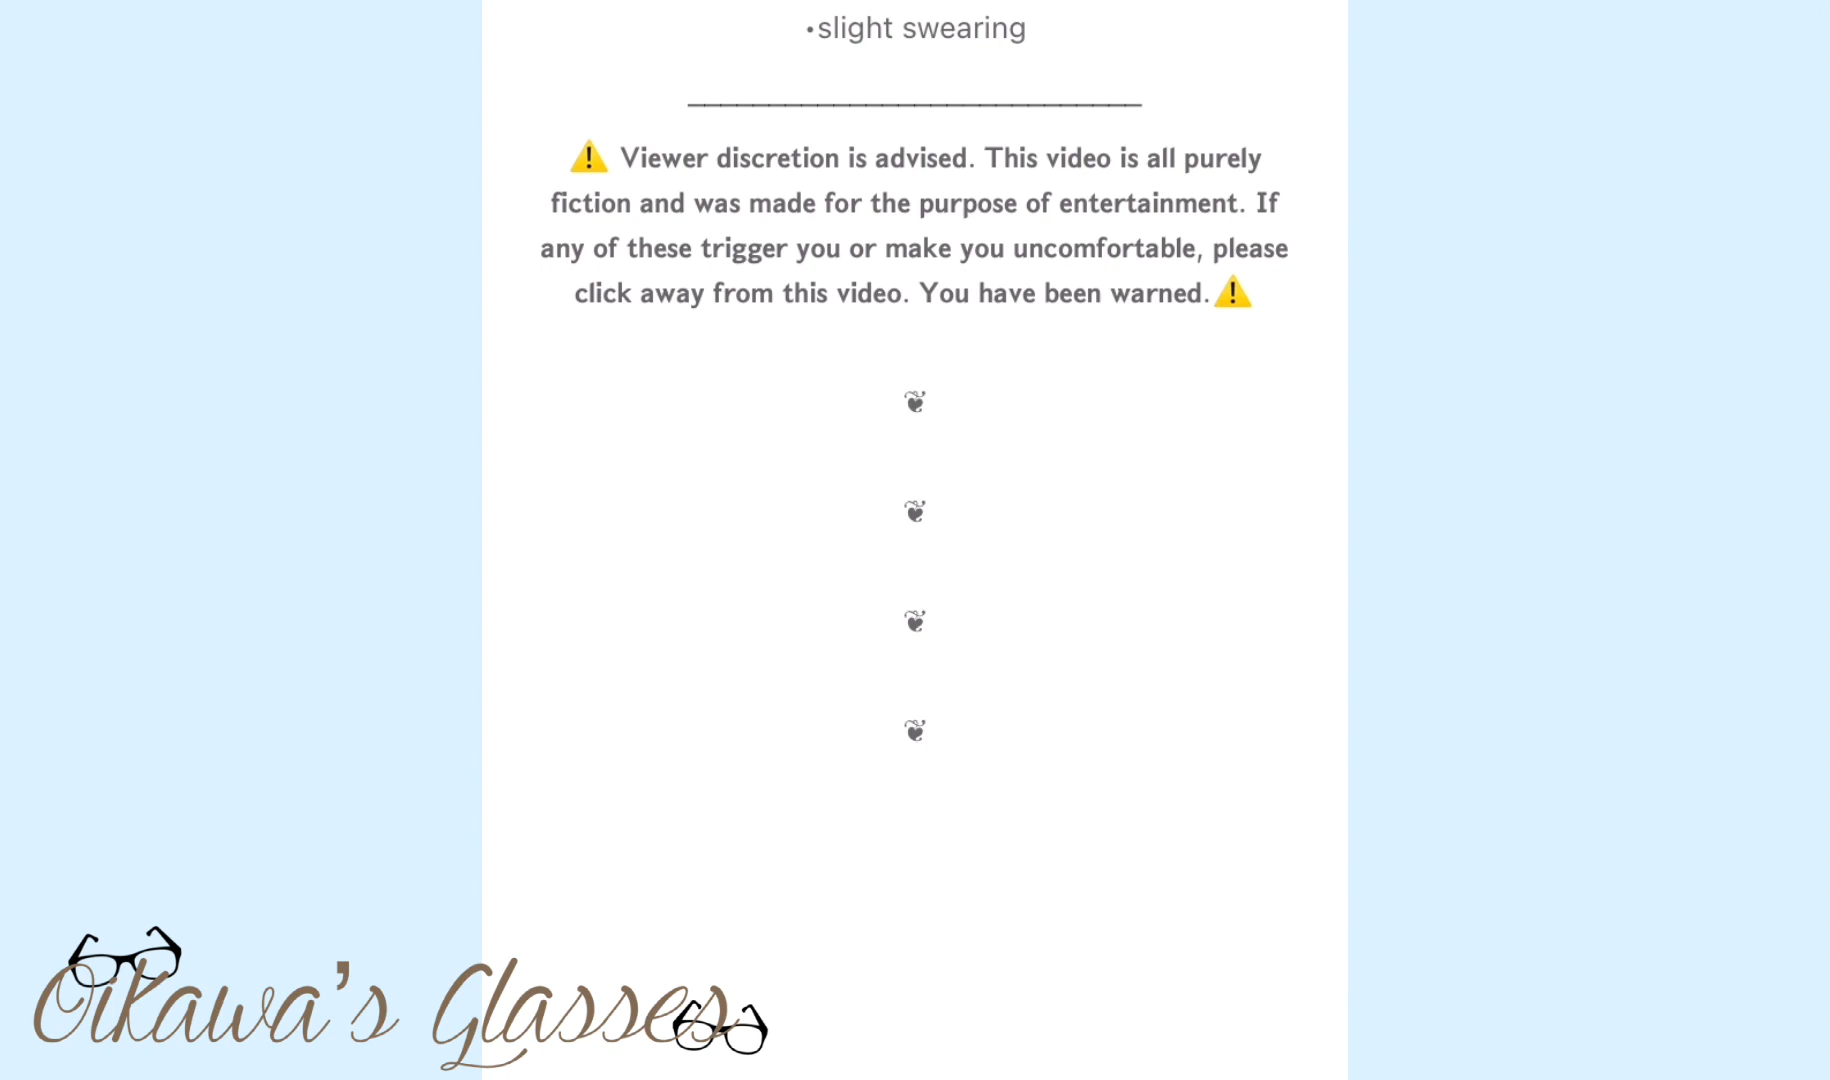 •slight swearing
⚠️ Viewer discretion is advised. This video is all purely
fiction and was made for the purpose of entertainment. If
any of these trigger you or make you uncomfortable, please
click away from this video. You have been warned.⚠️
❦
❦
❦
❦
Oikawa's Glasses